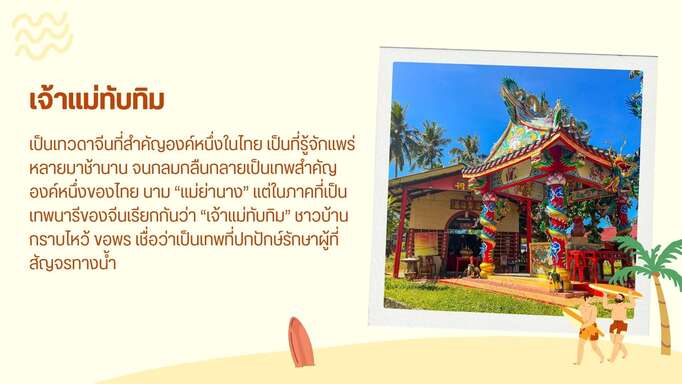 เจ้าแม่ทับทิม
เป็นเทวดาจีนที่สำคัญองค์หนึ่งในไทย เป็นที่รู้จักแพร่
หลายมาช้านาน จนกลมกลืนกลายเป็นเทพสำคัญ
องค์หนึ่งของไทย นาม “แม่ย่านาง” แต่ในภาคที่เป็น
เทพนารีของจีนเรียกกันว่า “เจ้าแม่ทับทิม” ชาวบ้าน
กราบไหว้ ขอพร เชื่อว่าเป็นเทพที่ปกปักษ์รักษาผู้ที่
สัญจรทางน้ำ